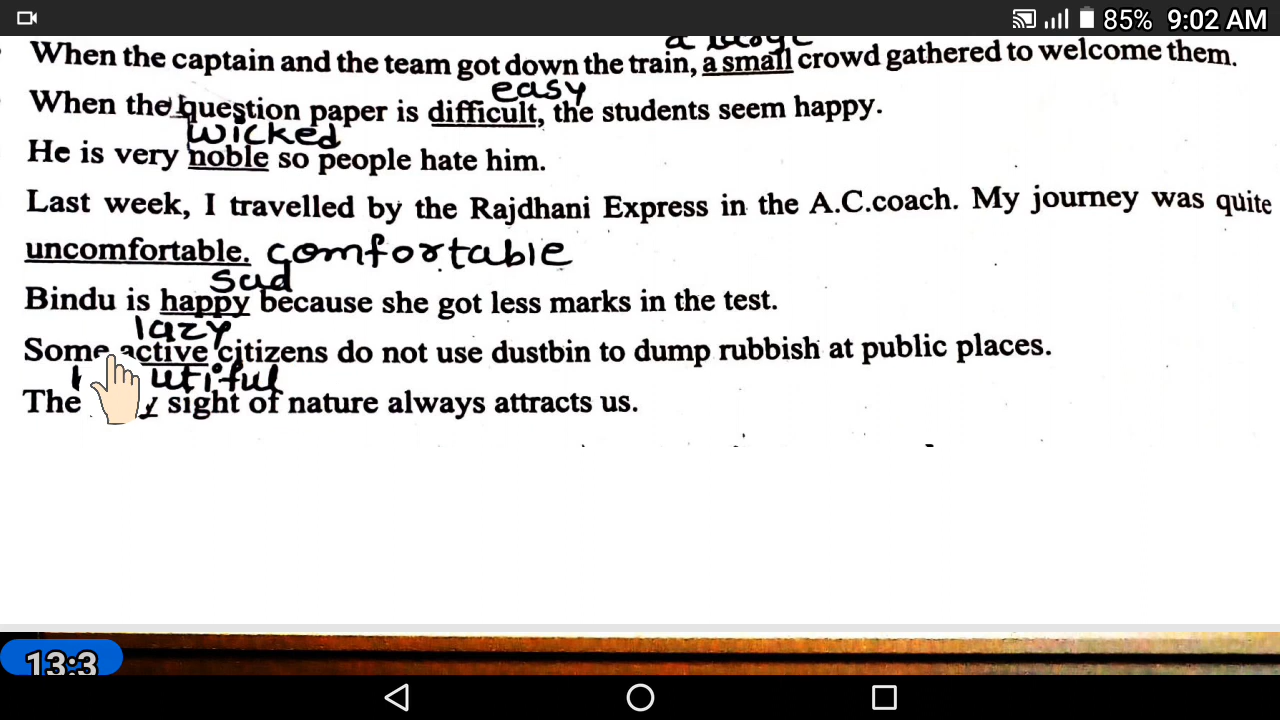 85% 9:02 AM
a large
When the captain and the team got down the train, a small crowd gathered to welcome them.
easy
When the question paper is difficult, the students seem happy.
wicked
He is very noble so people hate him.
Last week, I travelled by the Rajdhani Express in the A.C.coach. My journey was quite
uncomfortable. comfortable
sad
Bindu is happy because she got less marks in the test.
lazy
Some active citizens do not use dustbin to dump rubbish at public places.
The sight of nature always attracts us.
13:3